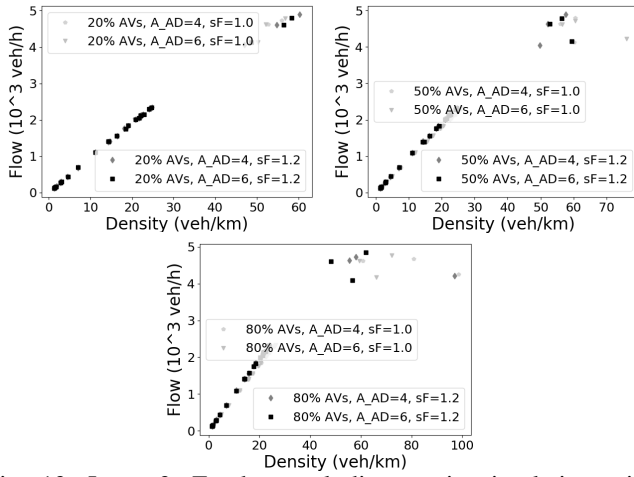 5
4
3
2
1
0
Flow (10^3 veh/h)
20% AVs, A_AD=4, sF=1.0
20% AVs, A_AD=6, sF=1.0
20% AVs, A_AD=4, sF=1.2
20% AVs, A_AD=6, sF=1.2
0 10 20 30 40 50 60
Density (veh/km)
5
4
3
2
1
0
Flow (10^3 veh/h)
50% AVs, A_AD=4, sF=1.0
50% AVs, A_AD=6, sF=1.0
50% AVs, A_AD=4, sF=1.2
50% AVs, A_AD=6, sF=1.2
0 10 20 30 40 50 60 70
Density (veh/km)
5
4
3
2
1
0
Flow (10^3 veh/h)
80% AVs, A_AD=4, sF=1.0
80% AVs, A_AD=6, sF=1.0
80% AVs, A_AD=4, sF=1.2
80% AVs, A_AD=6, sF=1.2
0 20 40 60 80 100
Density (veh/km)